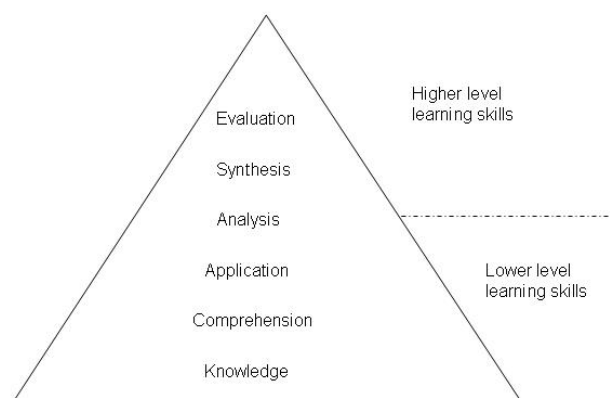 Evaluation
Synthesis
Analysis
Application
Comprehension
Knowledge
Higher level
learning skills
Lower level
learning skills